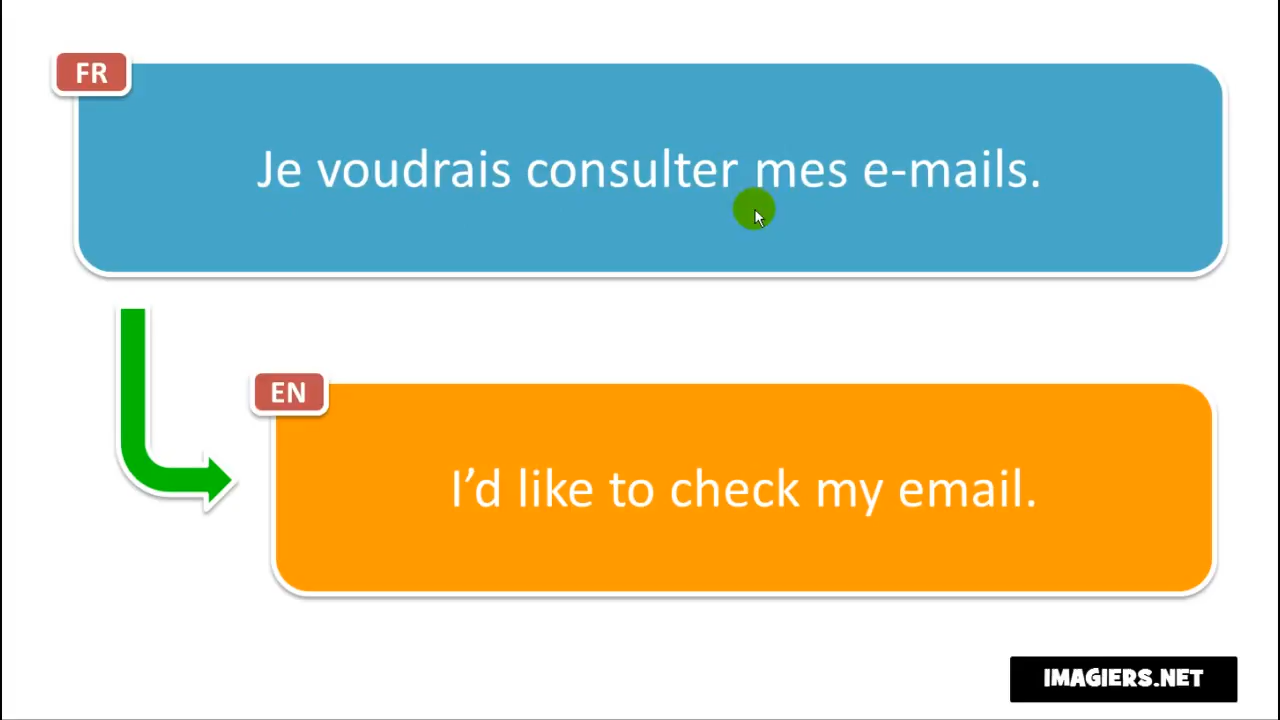 FR
Je voudrais consulter mes e-mails.
EN
I’d like to check my email.
IMAGIERS.NET